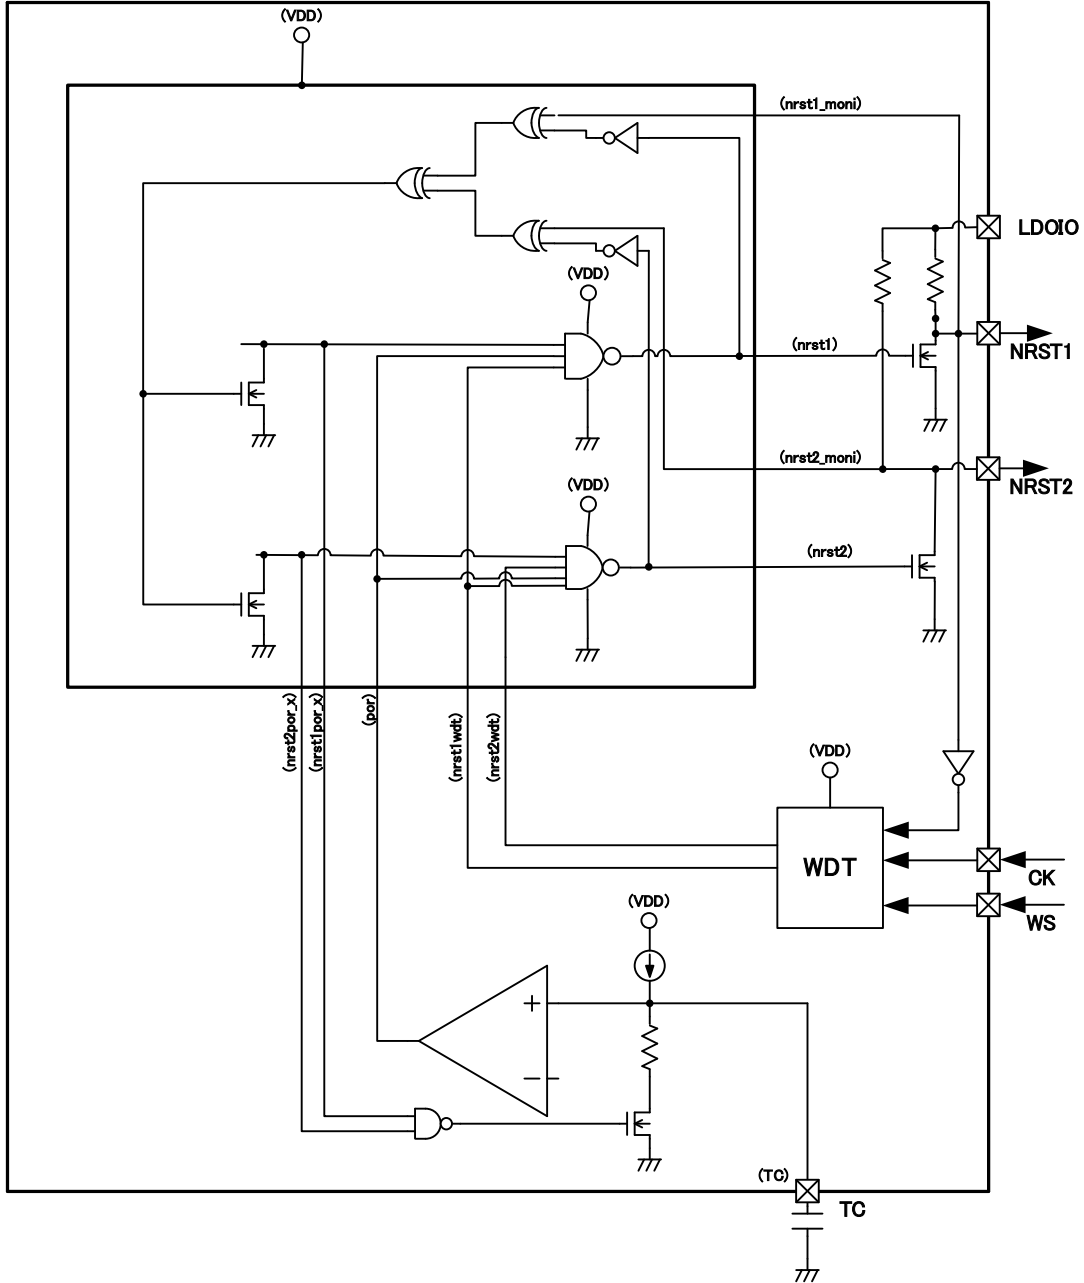 (VDD)
(nrst1_moni)
LDOIO
(VDD)
(nrst1)
NRST1
(nrst2_moni)
NRST2
(VDD)
(nrst2)
(nrst2por_x)
(nrst1por_x)
(por)
(nrst1wdt)
(nrst2wdt)
(VDD)
WDT
CK
WS
(VDD)
+
−
(TC)
TC